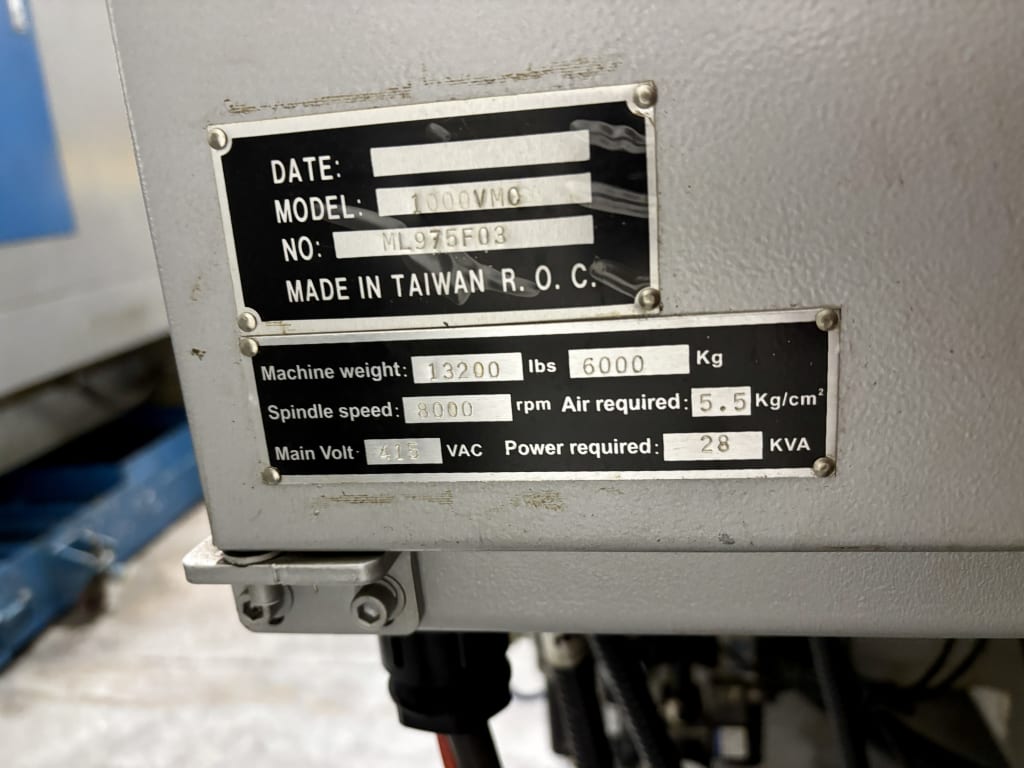 DATE:
MODEL: 1000VMC
NO: ML975F03
MADE IN TAIWAN R. O. C.
Machine weight: 13200 lbs 6000 Kg
Spindle speed: 8000 rpm Air required: 5.5 Kg/cm²
Main Volt: 415 VAC Power required: 28 KVA